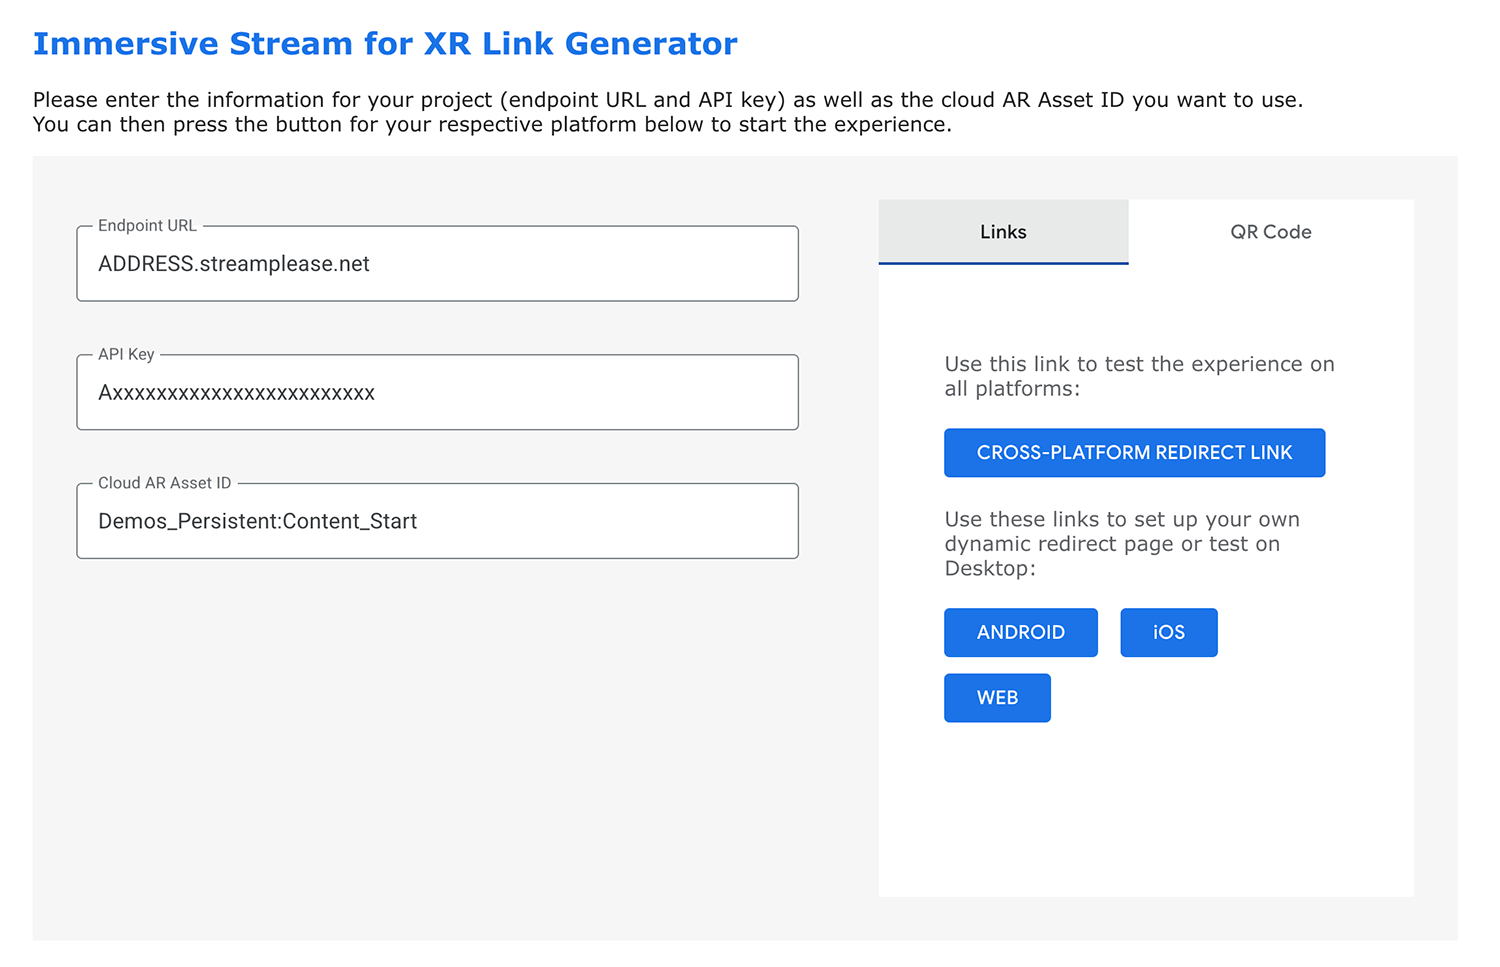 Immersive Stream for XR Link Generator
Please enter the information for your project (endpoint URL and API key) as well as the cloud AR Asset ID you want to use.
You can then press the button for your respective platform below to start the experience.
Endpoint URL
ADDRESS.streamplease.net
API Key
Axxxxxxxxxxxxxxxxxxxxxxxx
Cloud AR Asset ID
Demos_Persistent:Content_Start
Links
QR Code
Use this link to test the experience on
all platforms:
CROSS-PLATFORM REDIRECT LINK
Use these links to set up your own
dynamic redirect page or test on
Desktop:
ANDROID
iOS
WEB